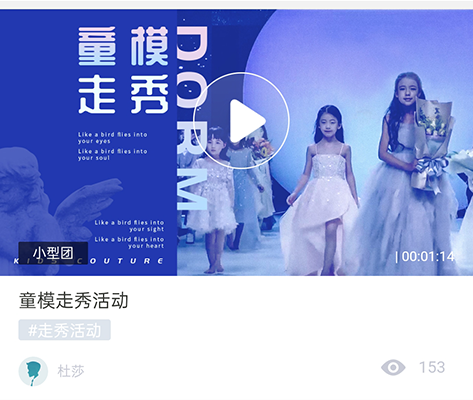 童模
走秀
DORM
Like a bird flies into
your eyes
Like a bird flies into
your soul
Like a bird flies into
your sight
Like a bird flies into
your heart
小型团
KIDS COUTURE
| 00:01:14
童模走秀活动
#走秀活动
杜莎
153